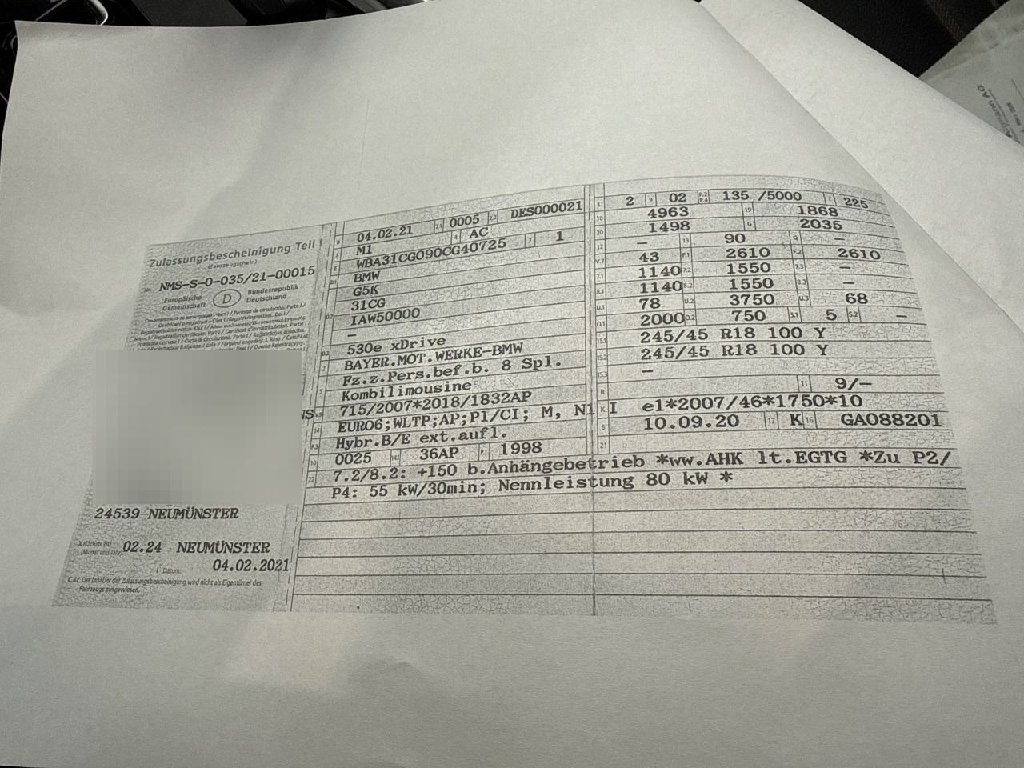 Zulassungsbescheinigung Teil I
NMS-S-0-035/21-00015
Europäische Gemeinschaft D Bundesrepublik Deutschland
24539 NEUMÜNSTER
02.24 NEUMÜNSTER
04.02.2021
04.02.21 0005 DES000021
M1 AC
WBA31CG090CG40725 1
BMW
G5K
31CG
1AW50000
–
530e xDrive
BAYER.MOT.WERKE-BMW
Fz.z.Pers.bef.b. 8 Spl.
Kombilimousine
715/2007*2018/1832AP
EURO6;WLTP;AP;PI/CI; M, N1 I
Hybr.B/E ext.aufl.
0025 36AP 1998
2 02 135 /5000 225
4963 1868
1498 2035
– 90 –
43 2610 2610
1140 1550 –
1140 1550 –
78 3750 68
2000 750 5 –
245/45 R18 100 Y
245/45 R18 100 Y
–
9/–
e1*2007/46*1750*10
10.09.20 K GA088201
7.2/8.2: +150 b.Anhängebetrieb *ww.AHK lt.EGTG *Zu P2/
P4: 55 kW/30min; Nennleistung 80 kW *